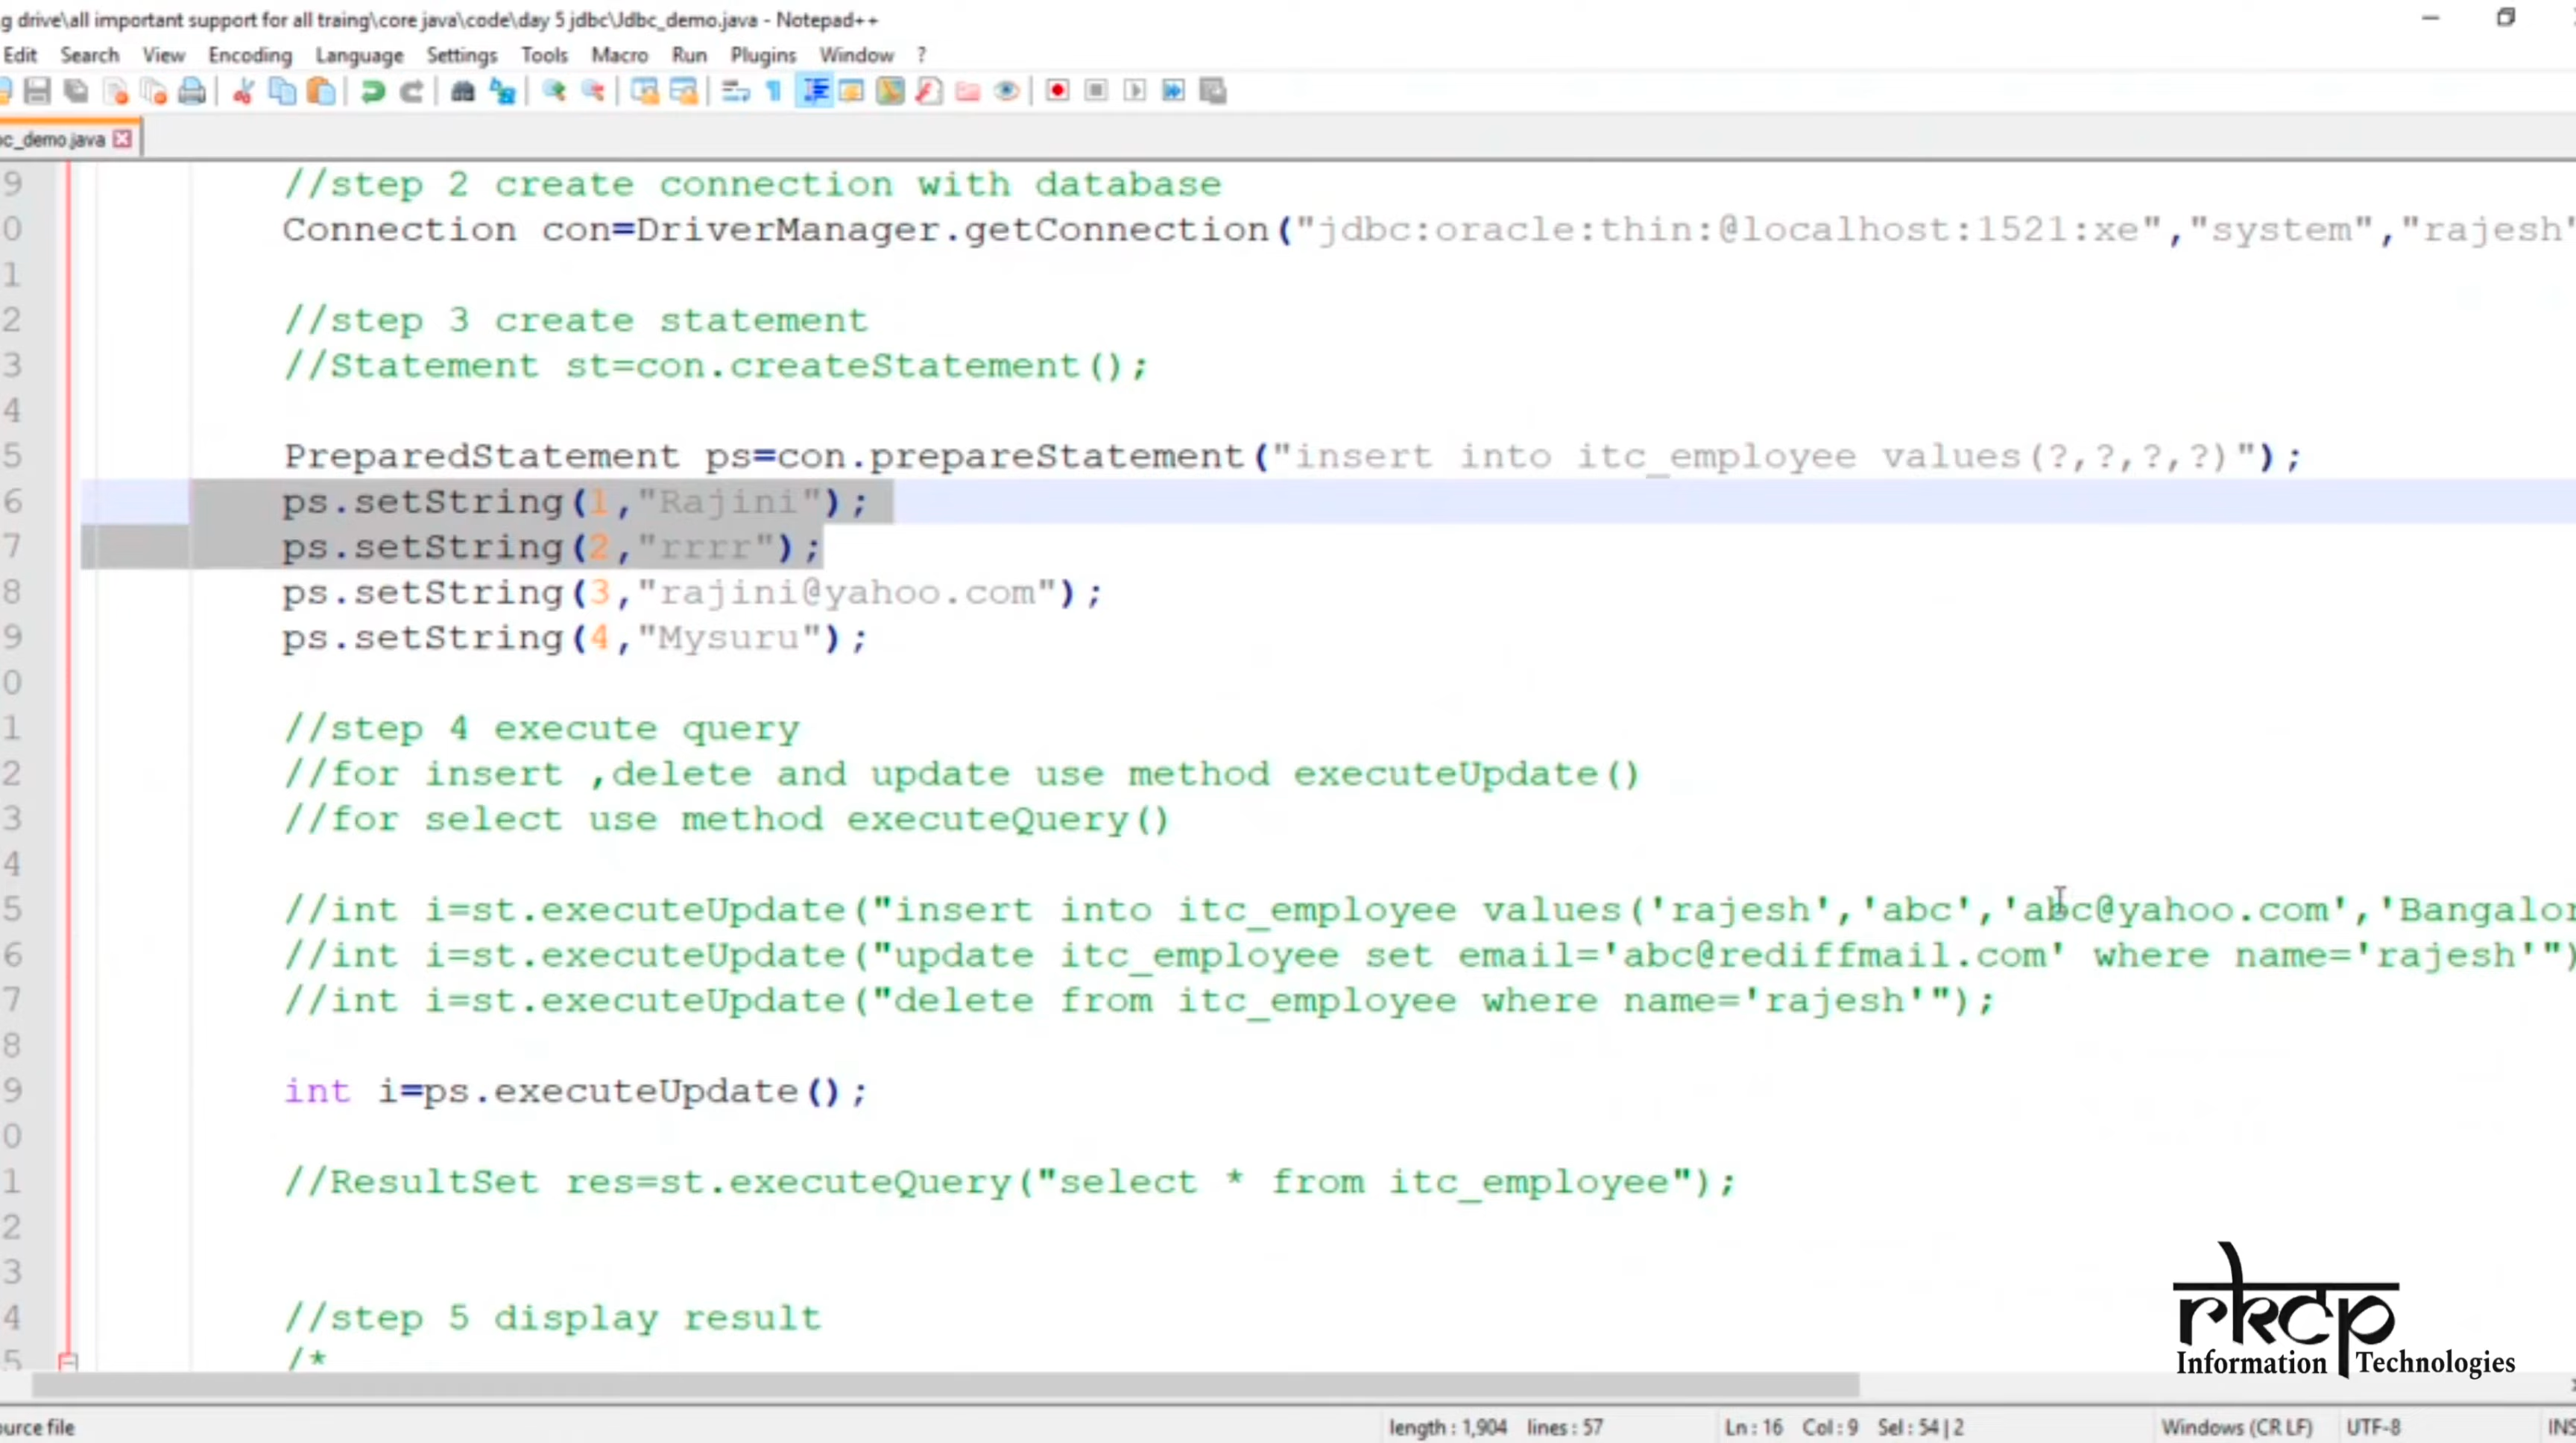 g drive\all important support for all traing\core java\code\day 5 jdbc\Jdbc_demo.java - Notepad++
Edit Search View Encoding Language Settings Tools Macro Run Plugins Window ?
bc_demo.java
9 //step 2 create connection with database
0 Connection con=DriverManager.getConnection("jdbc:oracle:thin:@localhost:1521:xe","system","rajesh"
1
2 //step 3 create statement
3 //Statement st=con.createStatement();
4
5 PreparedStatement ps=con.prepareStatement("insert into itc_employee values(?,?,?,?)");
6 ps.setString(1,"Rajini");
7 ps.setString(2,"rrrr");
8 ps.setString(3,"rajini@yahoo.com");
9 ps.setString(4,"Mysuru");
0
1 //step 4 execute query
2 //for insert ,delete and update use method executeUpdate()
3 //for select use method executeQuery()
4
5 //int i=st.executeUpdate("insert into itc_employee values('rajesh','abc','abc@yahoo.com','Bangalor
6 //int i=st.executeUpdate("update itc_employee set email='abc@rediffmail.com' where name='rajesh'")
7 //int i=st.executeUpdate("delete from itc_employee where name='rajesh'");
8
9 int i=ps.executeUpdate();
0
1 //ResultSet res=st.executeQuery("select * from itc_employee");
2
3
4 //step 5 display result
5 /*
rkcp
Information Technologies
ource file length : 1,904 lines : 57 Ln : 16 Col : 9 Sel : 54 | 2 Windows (CR LF) UTF-8 INS